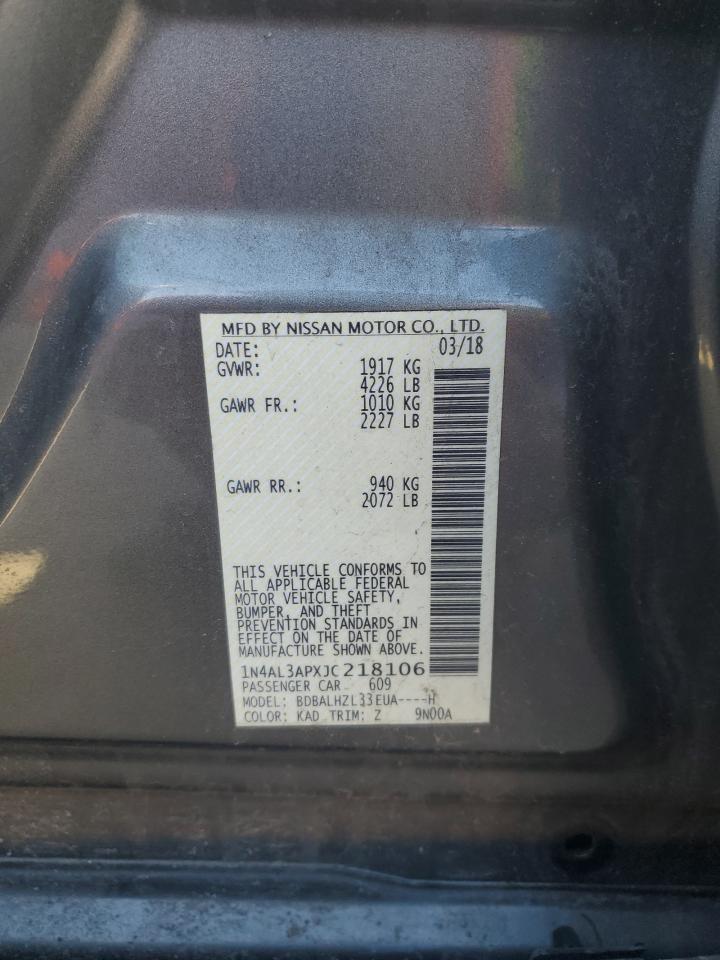 MFD BY NISSAN MOTOR CO., LTD.
DATE: 03/18
GVWR: 1917 KG
4226 LB
GAWR FR.: 1010 KG
2227 LB
GAWR RR.: 940 KG
2072 LB
THIS VEHICLE CONFORMS TO
ALL APPLICABLE FEDERAL
MOTOR VEHICLE SAFETY,
BUMPER, AND THEFT
PREVENTION STANDARDS IN
EFFECT ON THE DATE OF
MANUFACTURE SHOWN ABOVE.
1N4AL3APXJC218106
PASSENGER CAR 609
MODEL: BDBALHZL33EUA----H
COLOR: KAD TRIM: Z 9N00A